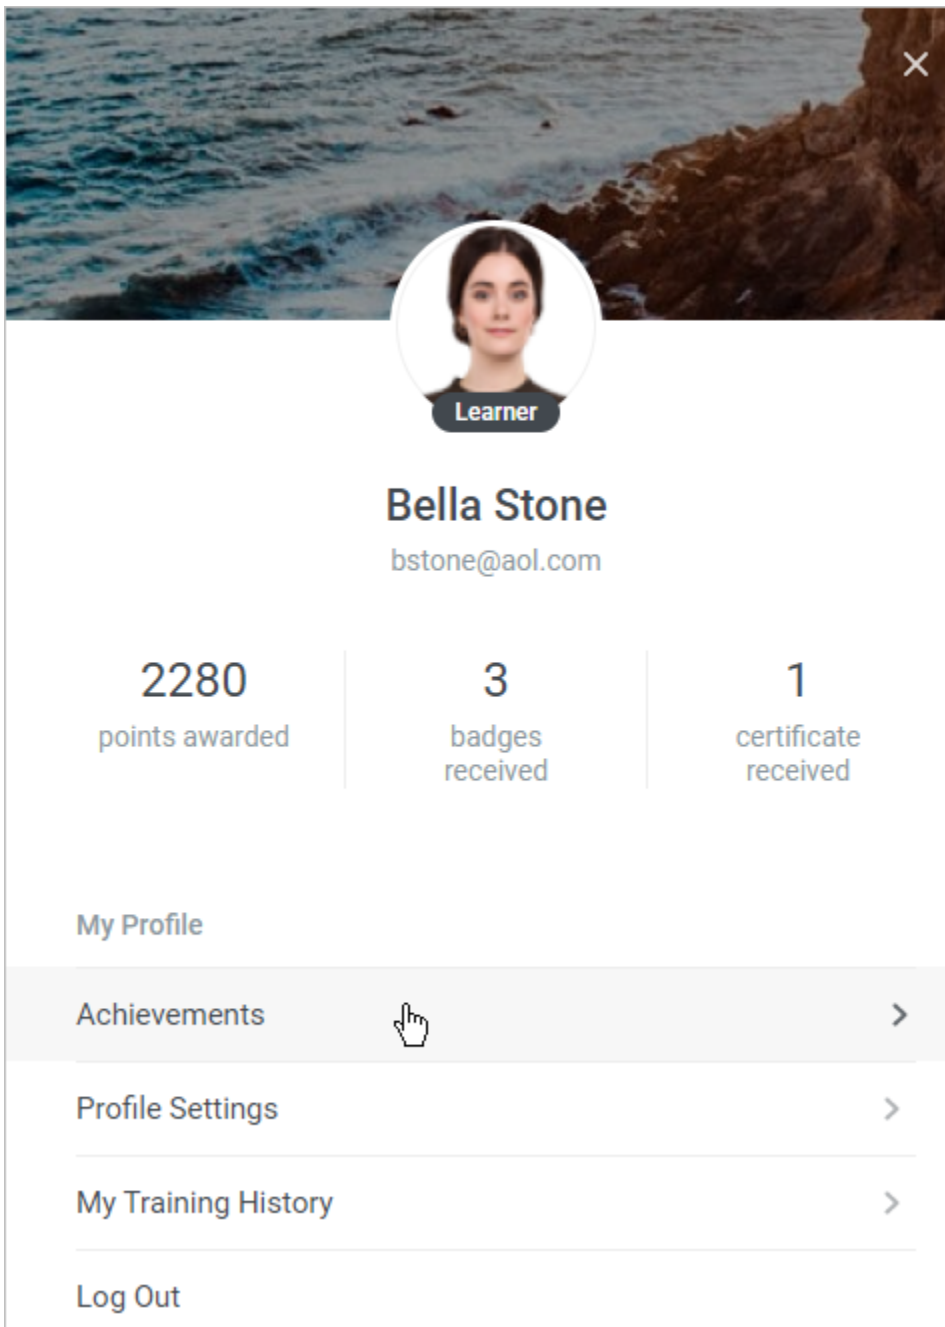 Learner
Bella Stone
bstone@aol.com
2280
points awarded
3
badges
received
1
certificate
received
My Profile
Achievements
Profile Settings
My Training History
Log Out